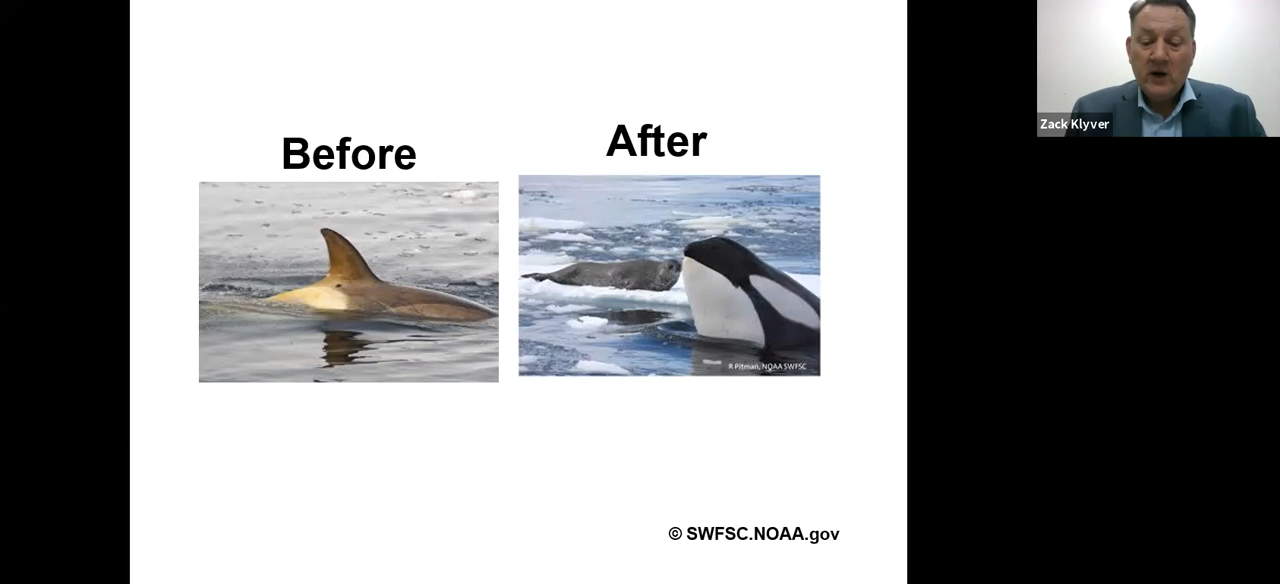 Before
After
R Pitman, NOAA SWFSC
© SWFSC.NOAA.gov
Zack Klyver